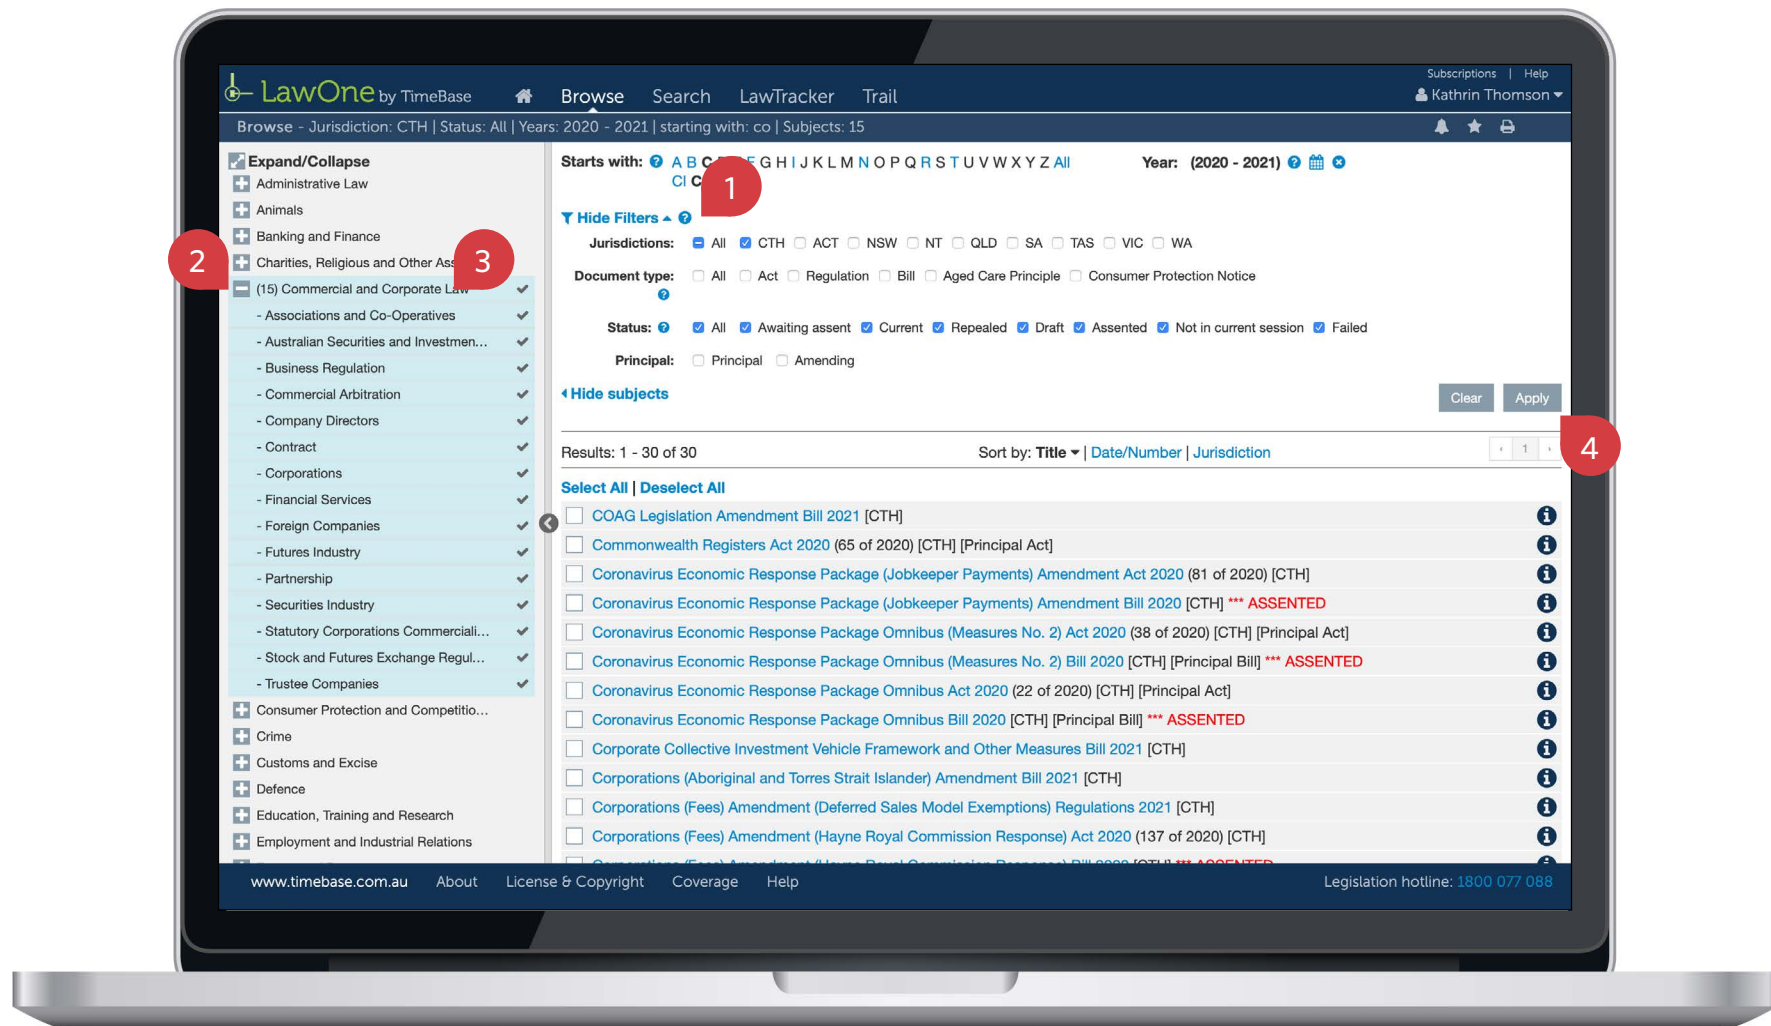 Subscriptions | Help
LawOne by TimeBase Browse Search LawTracker Trail Kathrin Thomson
Browse - Jurisdiction: CTH | Status: All | Years: 2020 - 2021 | starting with: co | Subjects: 15
Expand/Collapse
Administrative Law
Animals
Banking and Finance
2
Charities, Religious and Other
3
(15) Commercial and Corporate Law
- Associations and Co-Operatives
- Australian Securities and Investmen...
- Business Regulation
- Commercial Arbitration
- Company Directors
- Contract
- Corporations
- Financial Services
- Foreign Companies
- Futures Industry
- Partnership
- Securities Industry
- Statutory Corporations Commerciali...
- Stock and Futures Exchange Regul...
- Trustee Companies
Consumer Protection and Competitio...
Crime
Customs and Excise
Defence
Education, Training and Research
Employment and Industrial Relations
Starts with: ? A B C F G H I J K L M N O P Q R S T U V W X Y Z All Year: (2020 - 2021) ?
CI C
1
Hide Filters ?
Jurisdictions: All CTH ACT NSW NT QLD SA TAS VIC WA
Document type: All Act Regulation Bill Aged Care Principle Consumer Protection Notice
?
Status: ? All Awaiting assent Current Repealed Draft Assented Not in current session Failed
Principal: Principal Amending
Hide subjects
Clear Apply
4
Results: 1 - 30 of 30 Sort by: Title | Date/Number | Jurisdiction 1
Select All | Deselect All
COAG Legislation Amendment Bill 2021 [CTH]
Commonwealth Registers Act 2020 (65 of 2020) [CTH] [Principal Act]
Coronavirus Economic Response Package (Jobkeeper Payments) Amendment Act 2020 (81 of 2020) [CTH]
Coronavirus Economic Response Package (Jobkeeper Payments) Amendment Bill 2020 [CTH] *** ASSENTED
Coronavirus Economic Response Package Omnibus (Measures No. 2) Act 2020 (38 of 2020) [CTH] [Principal Act]
Coronavirus Economic Response Package Omnibus (Measures No. 2) Bill 2020 [CTH] [Principal Bill] *** ASSENTED
Coronavirus Economic Response Package Omnibus Act 2020 (22 of 2020) [CTH] [Principal Act]
Coronavirus Economic Response Package Omnibus Bill 2020 [CTH] [Principal Bill] *** ASSENTED
Corporate Collective Investment Vehicle Framework and Other Measures Bill 2021 [CTH]
Corporations (Aboriginal and Torres Strait Islander) Amendment Bill 2021 [CTH]
Corporations (Fees) Amendment (Deferred Sales Model Exemptions) Regulations 2021 [CTH]
Corporations (Fees) Amendment (Hayne Royal Commission Response) Act 2020 (137 of 2020) [CTH]
www.timebase.com.au About License & Copyright Coverage Help Legislation hotline: 1800 077 088